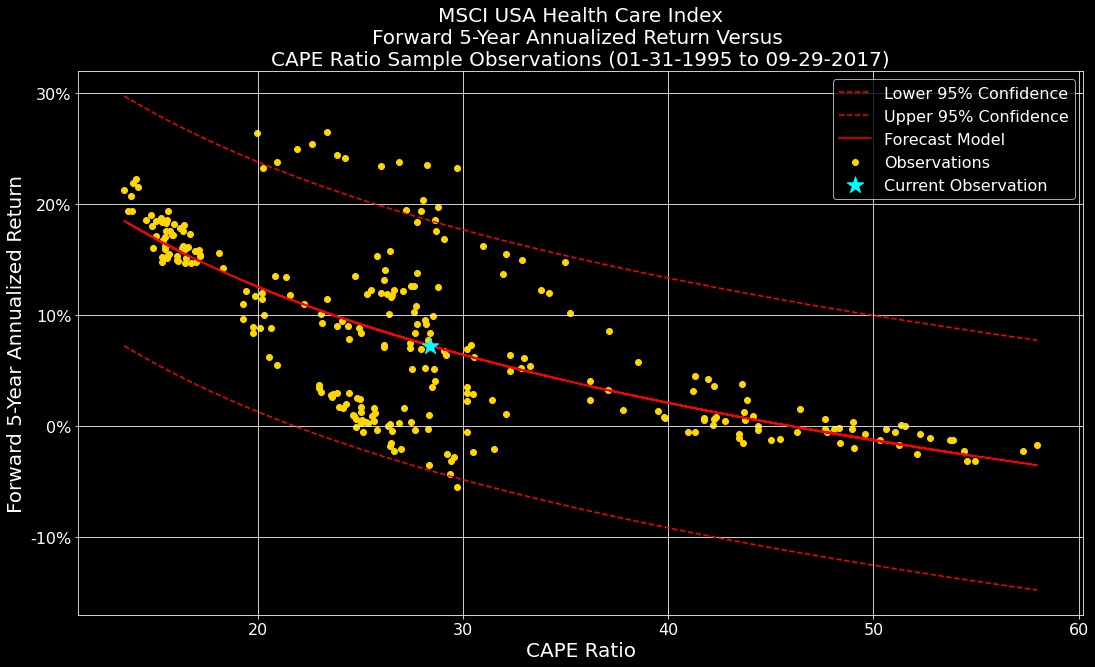 MSCI USA Health Care Index
Forward 5-Year Annualized Return Versus
CAPE Ratio Sample Observations (01-31-1995 to 09-29-2017)
Lower 95% Confidence
Upper 95% Confidence
Forecast Model
Observations
Current Observation
Forward 5-Year Annualized Return
30%
20%
10%
0%
-10%
20 30 40 50 60
CAPE Ratio